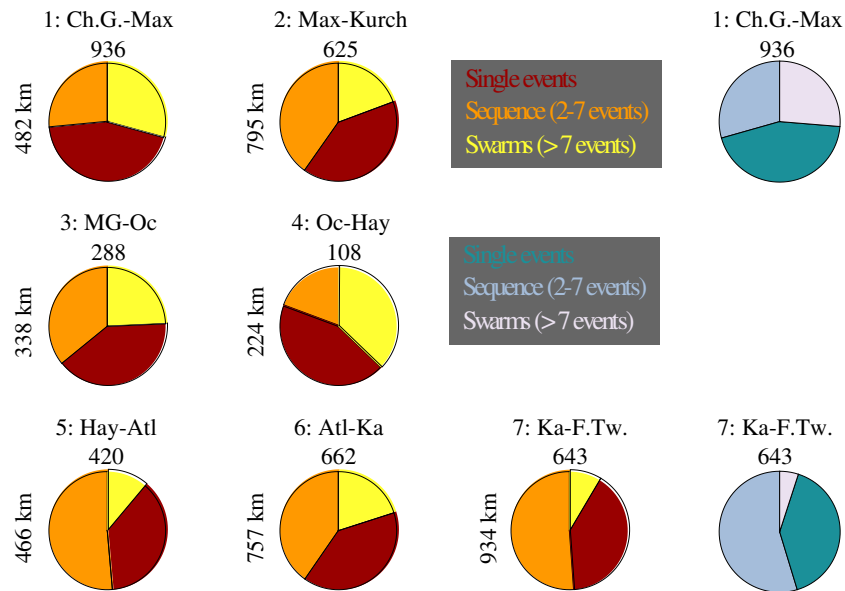 1: Ch.G.-Max
936
482 km
2: Max-Kurch
625
795 km
Single events
Sequence (2-7 events)
Swarms (> 7 events)
1: Ch.G.-Max
936
3: MG-Oc
288
338 km
4: Oc-Hay
108
224 km
Single events
Sequence (2-7 events)
Swarms (> 7 events)
5: Hay-Atl
420
466 km
6: Atl-Ka
662
757 km
7: Ka-F.Tw.
643
934 km
7: Ka-F.Tw.
643